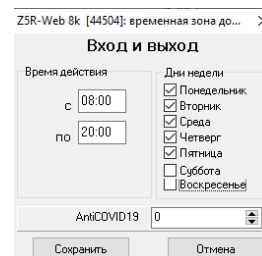 Z5R-Web 8k [44504]: временная зона до...
Вход и выход
Время действия
с 08:00
по 20:00
Дни недели
Понедельник
Вторник
Среда
Четверг
Пятница
Суббота
Воскресенье
AntiCOVID19 0
Сохранить Отмена